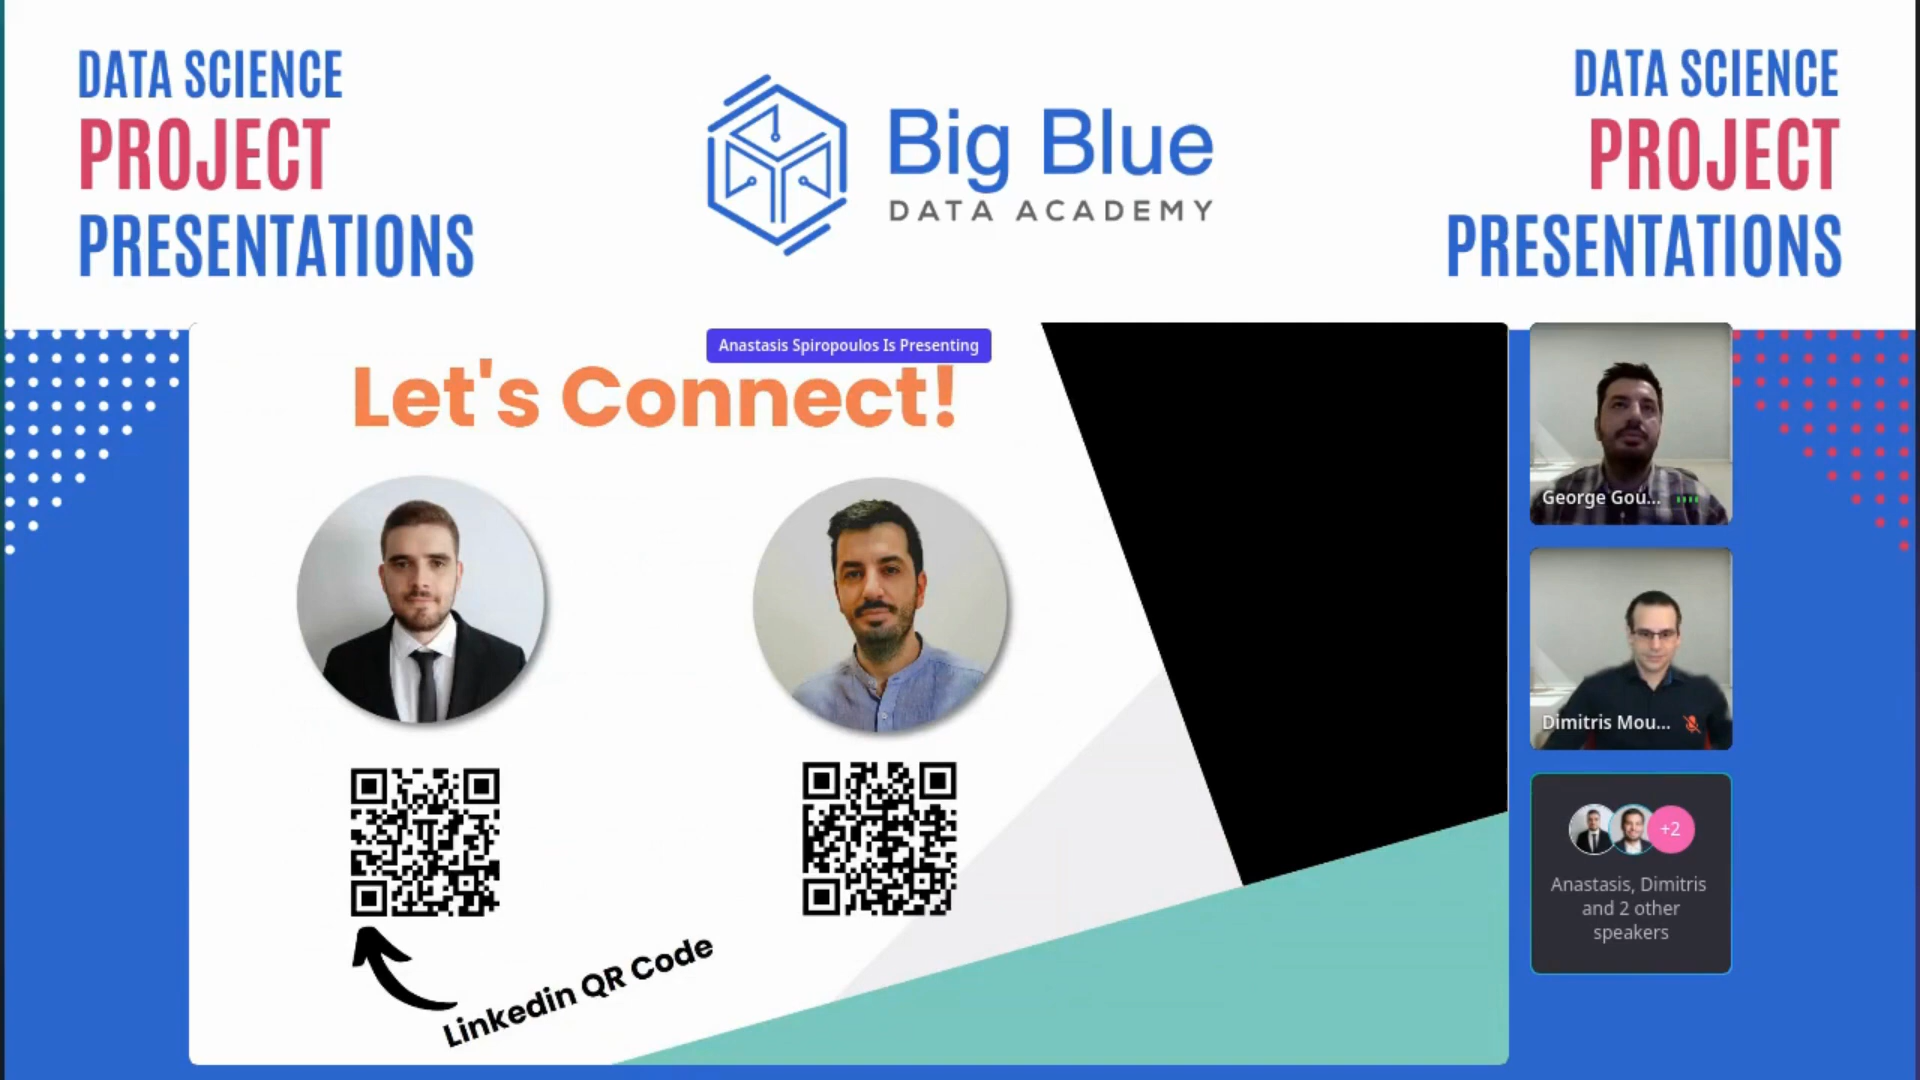 DATA SCIENCE
PROJECT
PRESENTATIONS
Big Blue
DATA ACADEMY
DATA SCIENCE
PROJECT
PRESENTATIONS
Anastasis Spiropoulos Is Presenting
Let's Connect!
Linkedin QR Code
George Gou...
Dimitris Mou...
+2
Anastasis, Dimitris
and 2 other
speakers